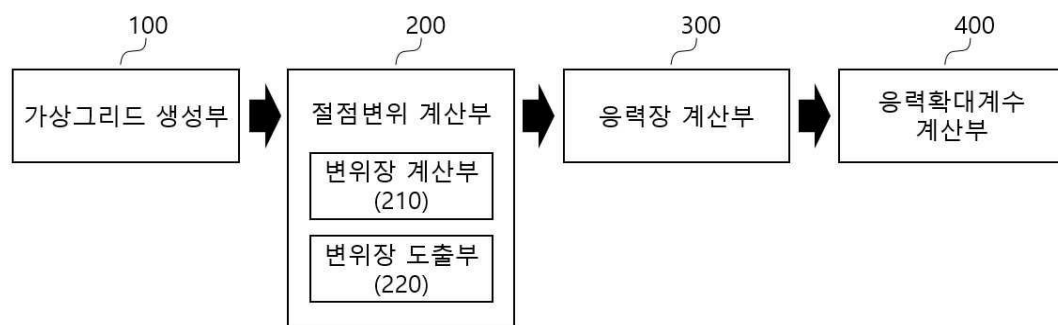 100
200
300
400
가상그리드 생성부
절점변위 계산부
변위장 계산부
(210)
변위장 도출부
(220)
응력장 계산부
응력확대계수
계산부